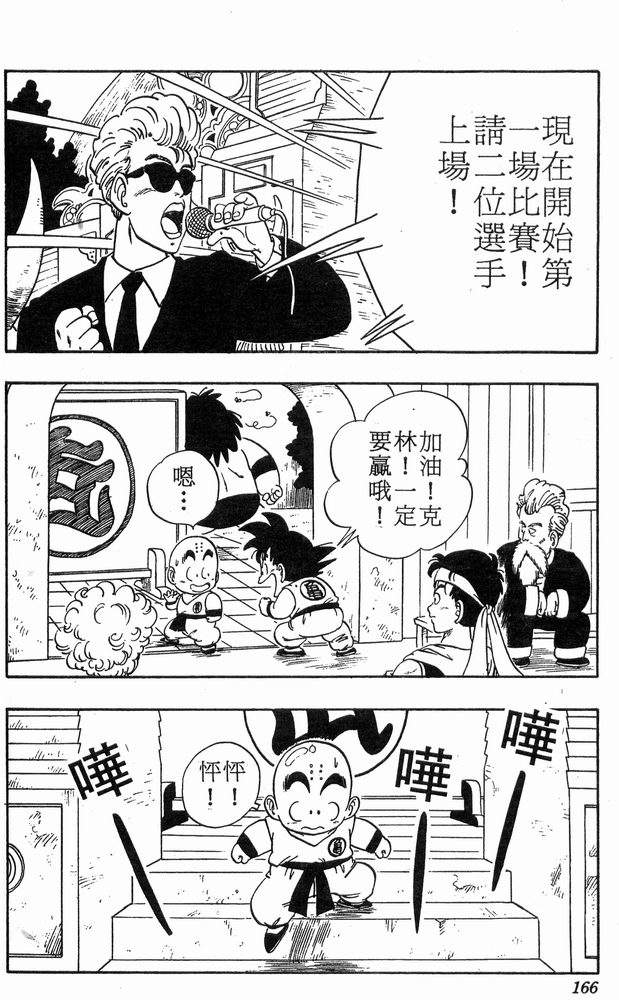 現在開始第
一場比賽！
請二位選手
上場！
加油！克
林！一定
要贏哦！
嗯…
嘩
嘩
怦！
怦！
嘩
166